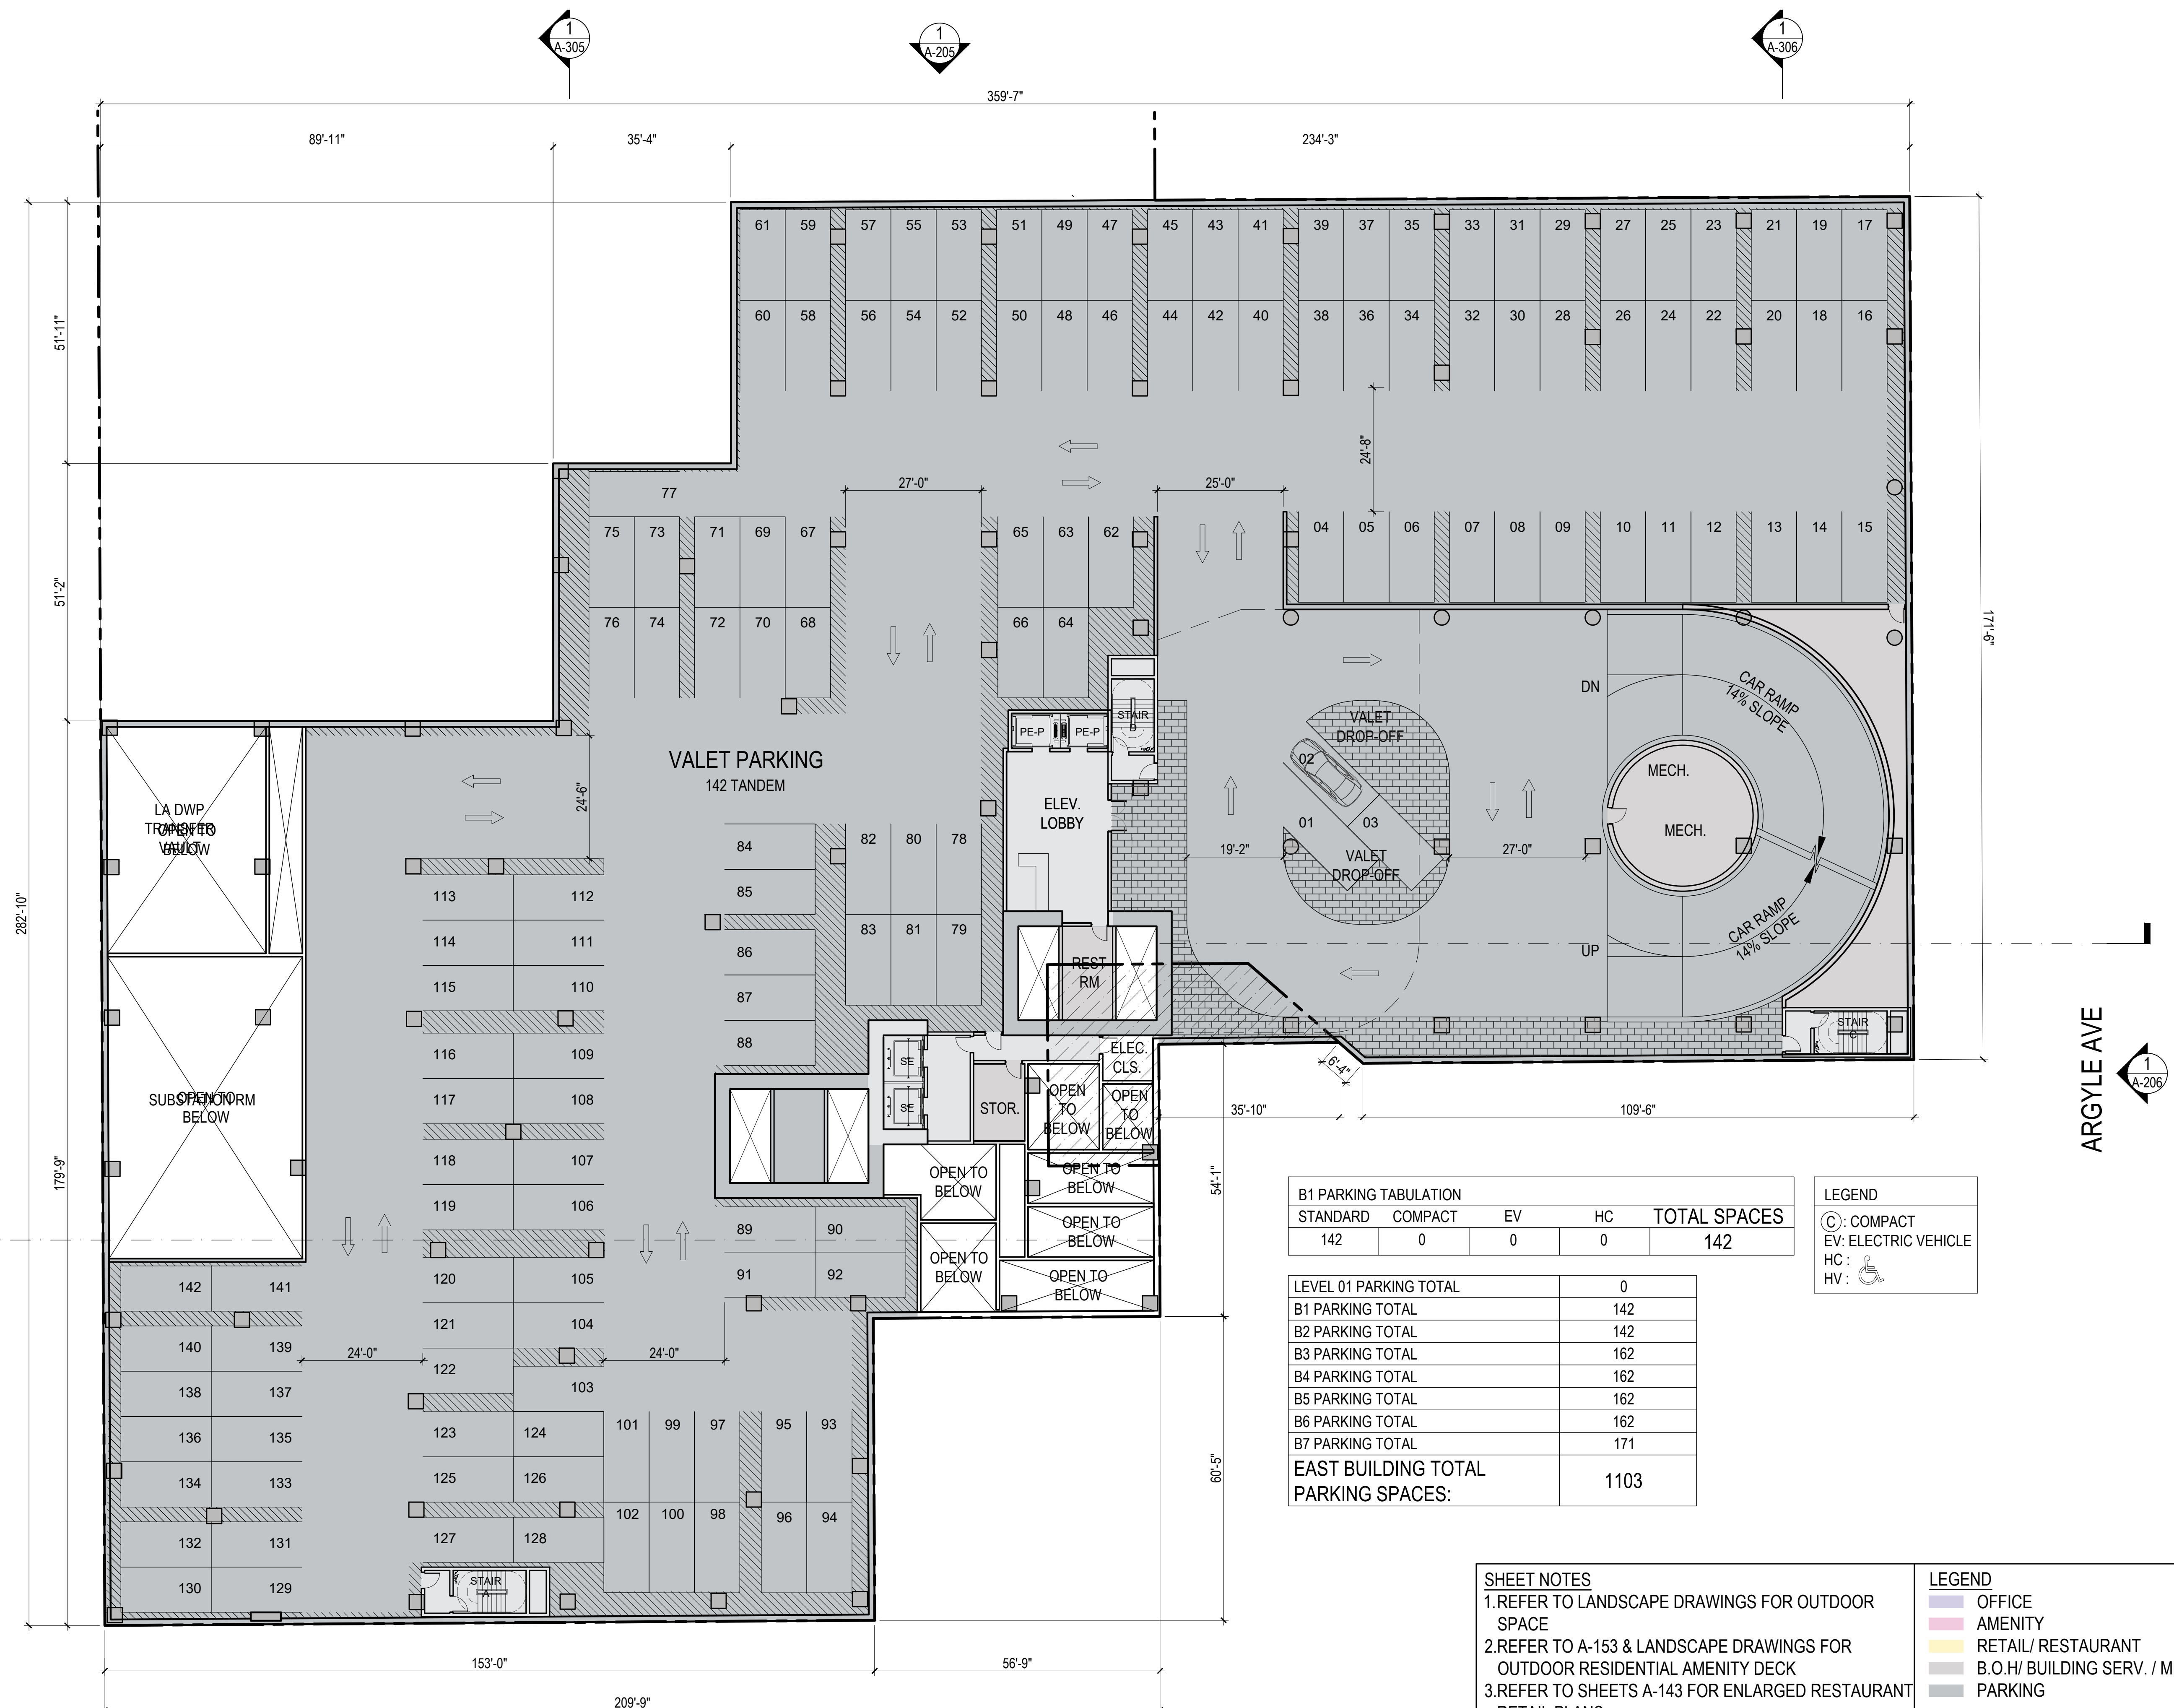 1
A-305
1
A-205
1
A-306
359'-7"
89'-11"
35'-4"
234'-3"
61 59 57 55 53 51 49 47 45 43 41 39 37 35 33 31 29 27 25 23 21 19 17
60 58 56 54 52 50 48 46 44 42 40 38 36 34 32 30 28 26 24 22 20 18 16
51'-11"
24'-8"
77
27'-0"
25'-0"
75 73 71 69 67 65 63 62 04 05 06 07 08 09 10 11 12 13 14 15
51'-2"
171'-6"
76 74 72 70 68 66 64
DN
CAR RAMP
14% SLOPE
STAIR
B
PE-P PE-P
VALET
DROP-OFF
02
VALET PARKING
142 TANDEM
MECH.
24'-6"
LA DWP
TRANSFER
VAULT
OPEN TO
BELOW
ELEV.
LOBBY
01 03
MECH.
84 82 80 78
19'-2"
VALET
DROP-OFF
27'-0"
85
113 112
282'-10"
83 81 79
114 111
86
CAR RAMP
14% SLOPE
UP
REST
RM
115 110
87
88
STAIR
C
116 109
SE
ELEC.
CLS.
6'-4"
ARGYLE AVE
1
A-206
SUBSTATION RM
OPEN TO
BELOW
117 108
SE
STOR.
OPEN
TO
BELOW
OPEN
TO
BELOW
35'-10"
109'-6"
118 107
179'-9"
OPEN TO
BELOW
OPEN TO
BELOW
54'-1"
119 106
89 90
OPEN TO
BELOW
OPEN TO
BELOW
91 92
OPEN TO
BELOW
142 141 120 105
121 104
140 139
24'-0"
24'-0"
122
138 137 103
136 135 123 124 101 99 97 95 93
134 133 125 126
60'-5"
102 100 98 96 94
132 131 127 128
130 129
STAIR
A
153'-0"
56'-9"
209'-9"
B1 PARKING TABULATION
STANDARD COMPACT EV HC TOTAL SPACES
142 0 0 0 142
LEGEND
C : COMPACT
EV: ELECTRIC VEHICLE
HC :
HV :
LEVEL 01 PARKING TOTAL 0
B1 PARKING TOTAL 142
B2 PARKING TOTAL 142
B3 PARKING TOTAL 162
B4 PARKING TOTAL 162
B5 PARKING TOTAL 162
B6 PARKING TOTAL 162
B7 PARKING TOTAL 171
EAST BUILDING TOTAL
PARKING SPACES: 1103
SHEET NOTES
1.REFER TO LANDSCAPE DRAWINGS FOR OUTDOOR
SPACE
2.REFER TO A-153 & LANDSCAPE DRAWINGS FOR
OUTDOOR RESIDENTIAL AMENITY DECK
3.REFER TO SHEETS A-143 FOR ENLARGED RESTAURANT
LEGEND
OFFICE
AMENITY
RETAIL/ RESTAURANT
B.O.H/ BUILDING SERV. / M
PARKING